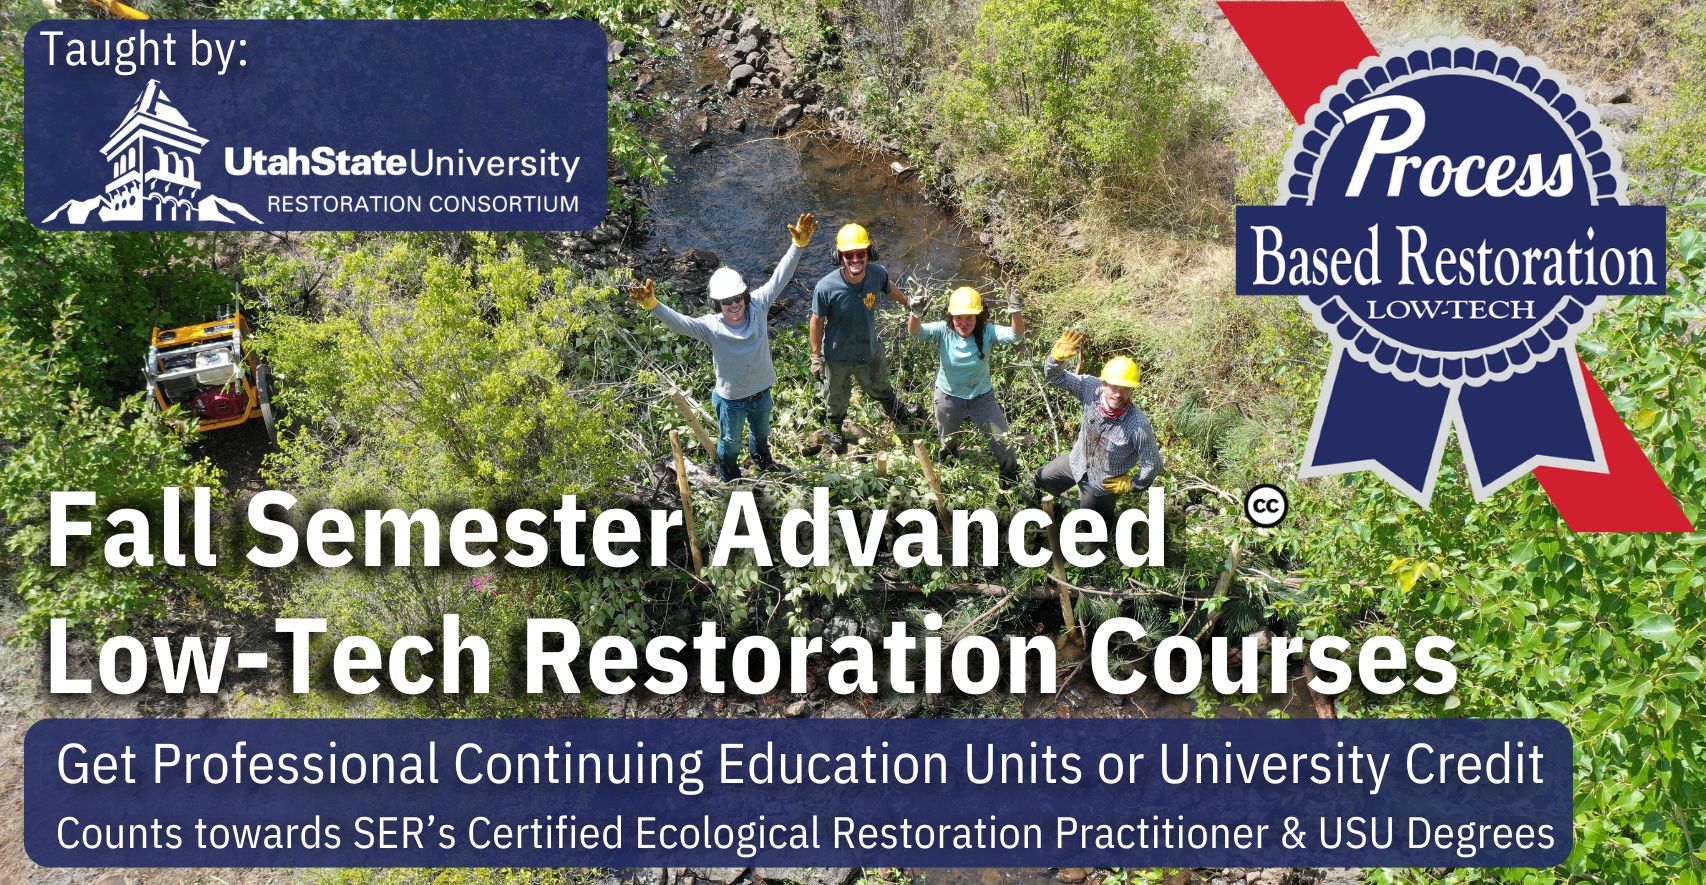 Taught by:
UtahStateUniversity
RESTORATION CONSORTIUM
Process
Based Restoration
LOW-TECH
cc
Fall Semester Advanced
Low-Tech Restoration Courses
Get Professional Continuing Education Units or University Credit
Counts towards SER’s Certified Ecological Restoration Practitioner & USU Degrees